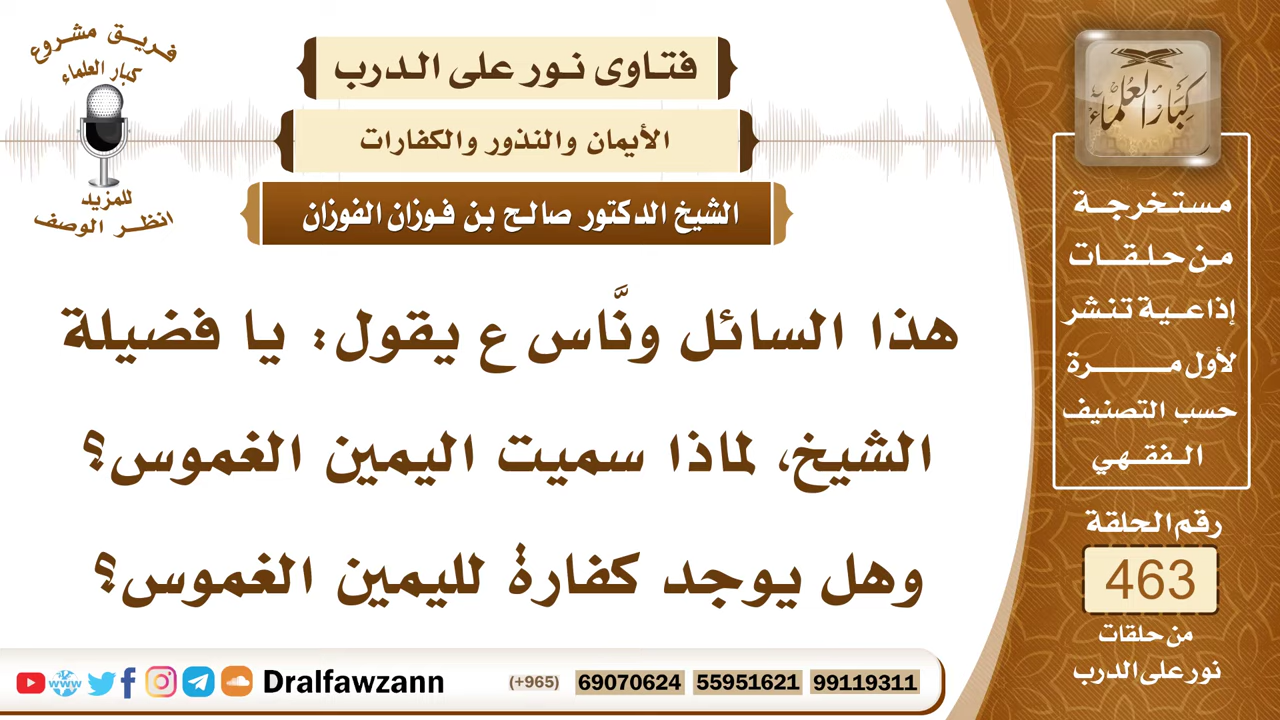 فريق مشروع
كبار العلماء
للمزيد
انظر الوصف
فتاوى نور على الدرب
الأيمان والنذور والكفارات
الشيخ الدكتور صالح بن فوزان الفوزان
هذا السائل ونَّاس ع يقول: يا فضيلة
الشيخ، لماذا سميت اليمين الغموس؟
وهل يوجد كفارةٌ لليمين الغموس؟
كبار العلماء
مستخرجة
من حلقات
إذاعية تنشر
لأول مرة
حسب التصنيف
الفقهي
رقم الحلقة
463
من حلقات
نور على الدرب
www Dralfawzann (+965) 69070624 55951621 99119311